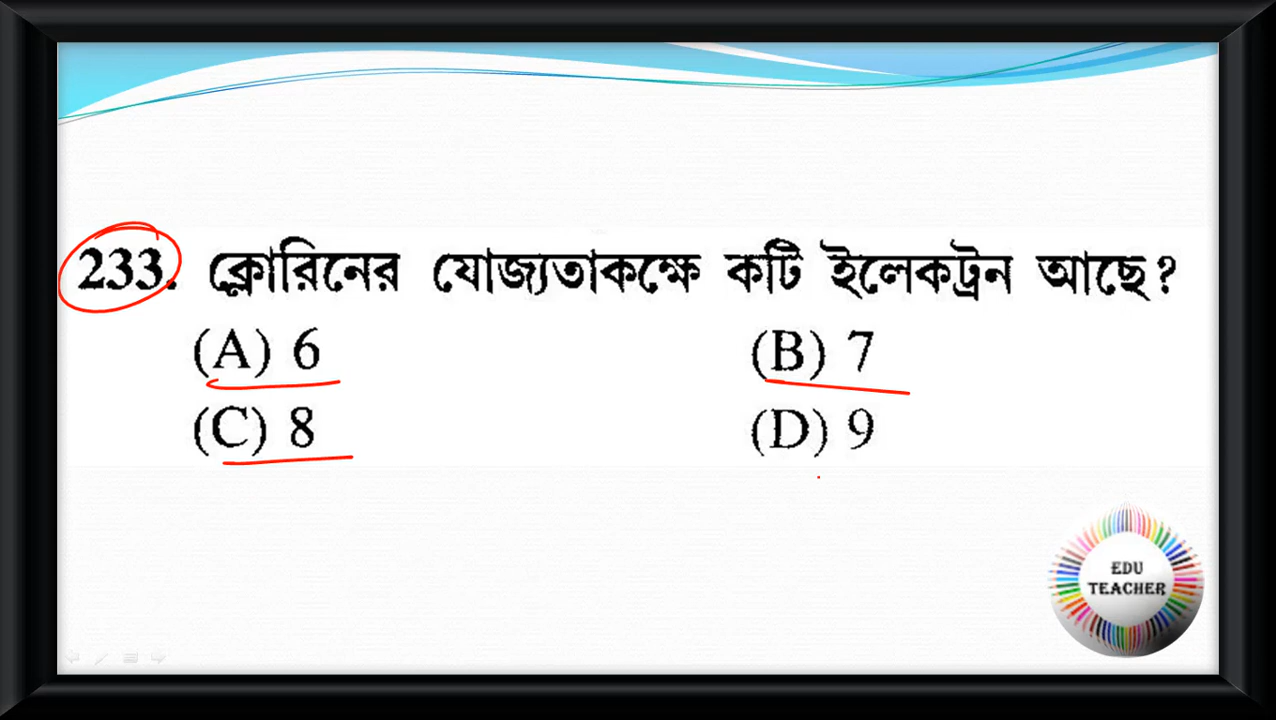 233. ক্লোরিনের যোজ্যতাকক্ষে কটি ইলেকট্রন আছে?
(A) 6 (B) 7
(C) 8 (D) 9
EDU
TEACHER